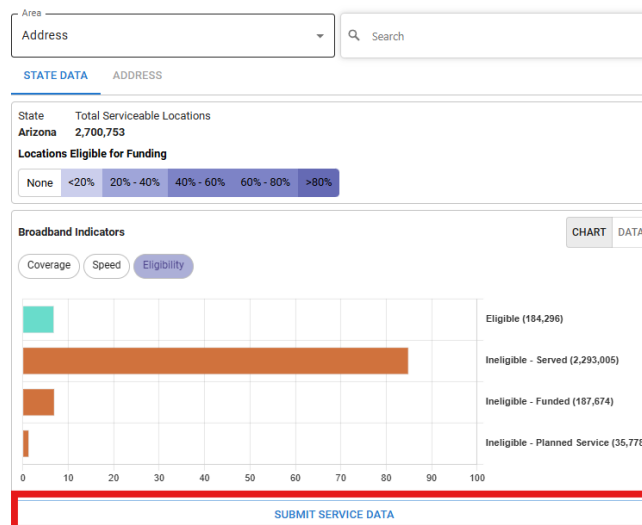 Area
Address
Search
STATE DATA ADDRESS
State Total Serviceable Locations
Arizona 2,700,753
Locations Eligible for Funding
None <20% 20% - 40% 40% - 60% 60% - 80% >80%
Broadband Indicators
CHART DATA
Coverage Speed Eligibility
Eligible (184,296)
Ineligible - Served (2,293,005)
Ineligible - Funded (187,674)
Ineligible - Planned Service (35,778
0 10 20 30 40 50 60 70 80 90 100
SUBMIT SERVICE DATA